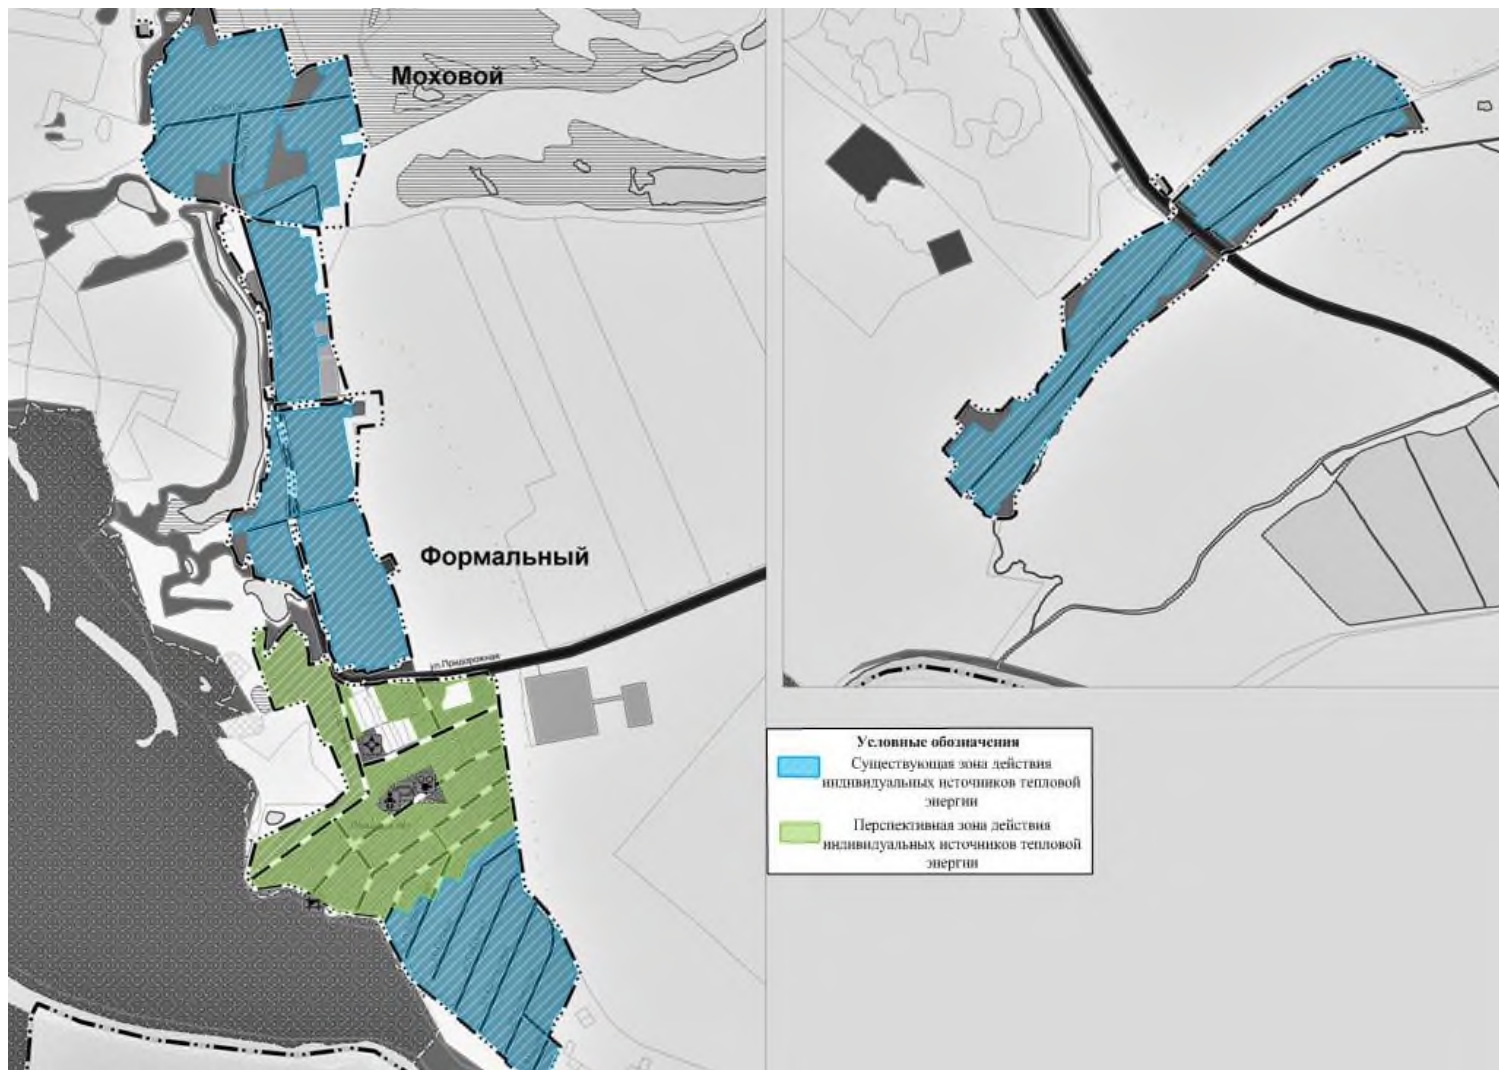 Моховой
Формальный
ул.Придорожная
Условные обозначения
Существующая зона действия
индивидуальных источников тепловой
энергии
Перспективная зона действия
индивидуальных источников тепловой
энергии